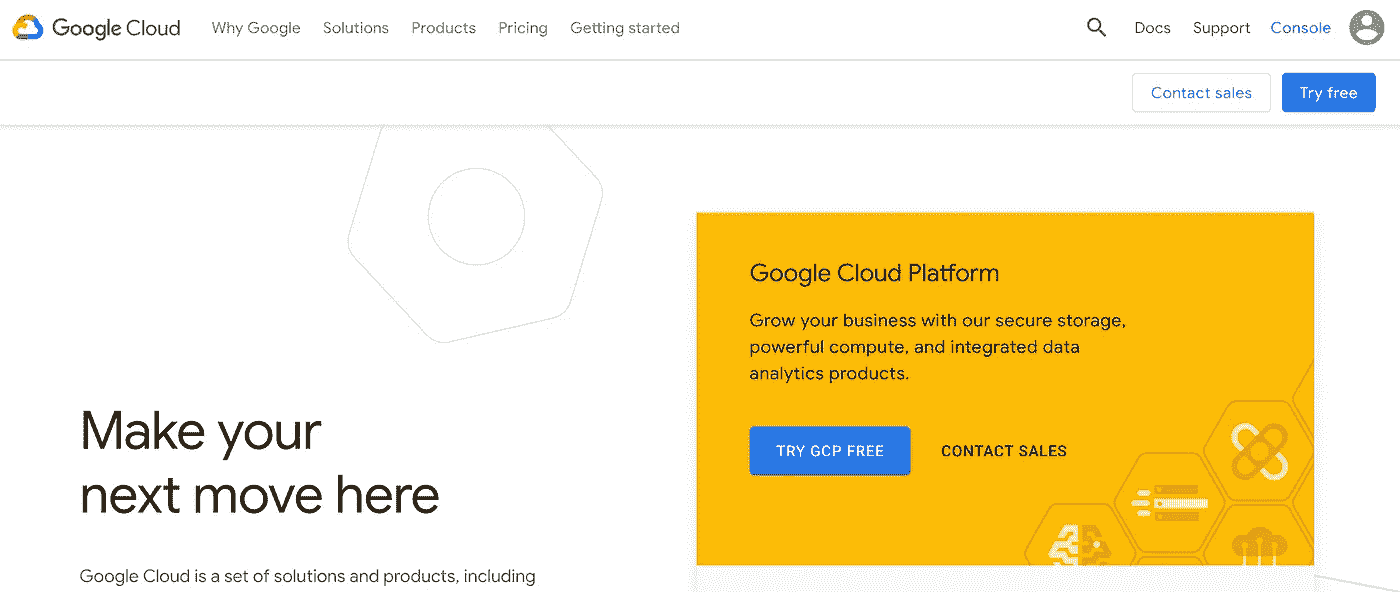 Google Cloud Why Google Solutions Products Pricing Getting started Docs Support Console
Contact sales Try free
Google Cloud Platform
Grow your business with our secure storage,
powerful compute, and integrated data
analytics products.
TRY GCP FREE CONTACT SALES
Make your
next move here
Google Cloud is a set of solutions and products, including